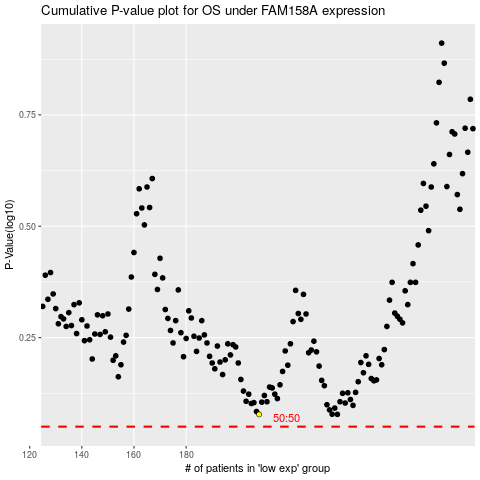 Cumulative P-value plot for OS under FAM158A expression
P-Value(log10)
0.75
0.50
0.25
50:50
120
140
160
180
# of patients in 'low exp' group